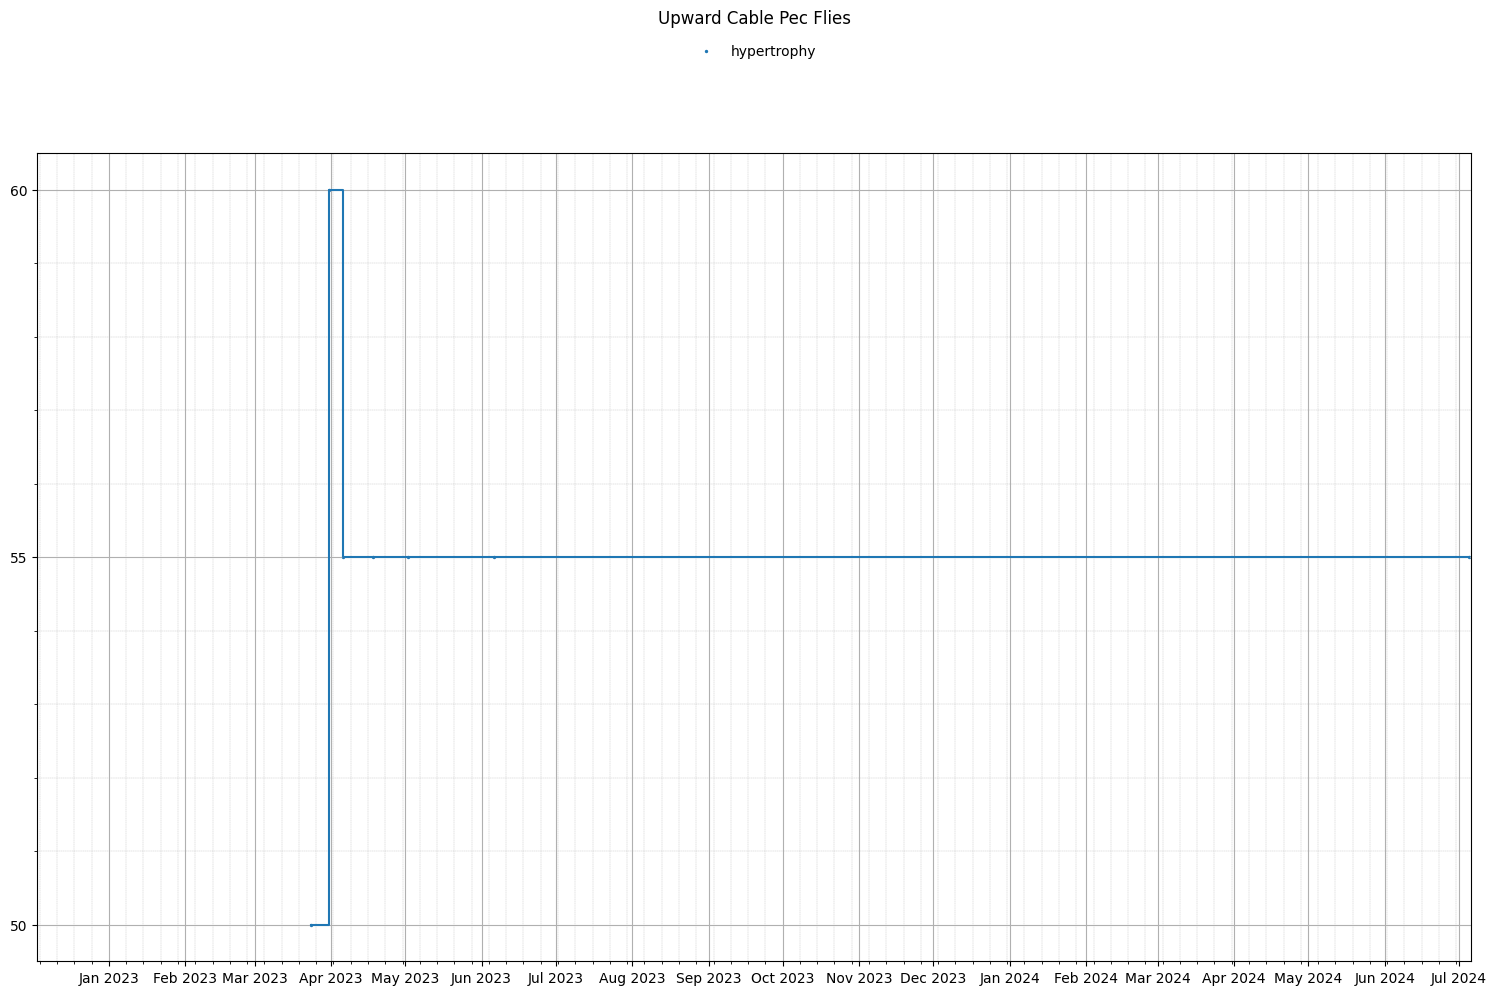 Upward Cable Pec Flies
hypertrophy
60
55
50
Jan 2023 Feb 2023 Mar 2023 Apr 2023 May 2023 Jun 2023 Jul 2023 Aug 2023 Sep 2023 Oct 2023 Nov 2023 Dec 2023 Jan 2024 Feb 2024 Mar 2024 Apr 2024 May 2024 Jun 2024 Jul 2024